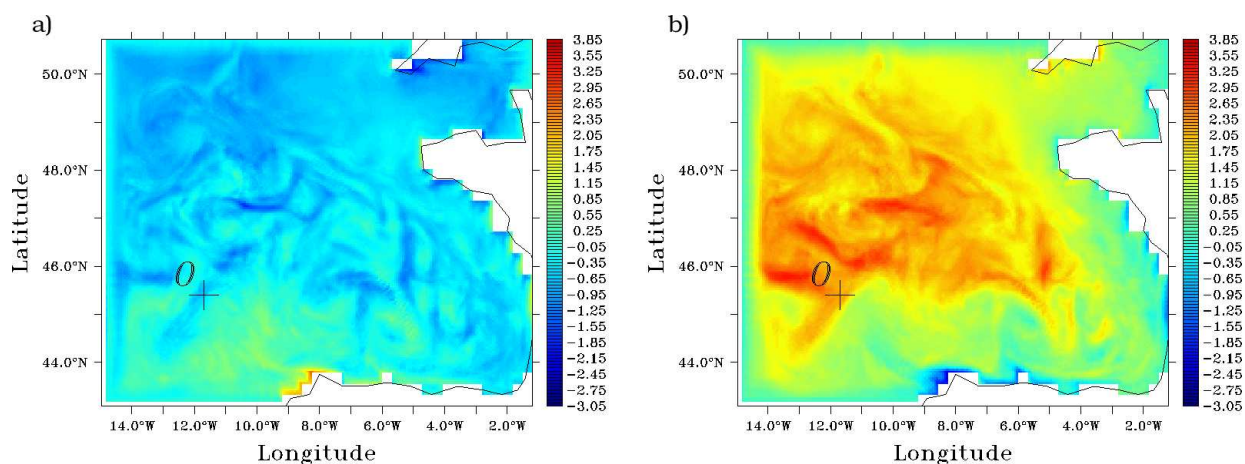 a)
50.0°N
48.0°N
46.0°N
44.0°N
Latitude
O
14.0°W 12.0°W 10.0°W 8.0°W 6.0°W 4.0°W 2.0°W
Longitude
3.85
3.55
3.25
2.95
2.65
2.35
2.05
1.75
1.45
1.15
0.85
0.55
0.25
-0.05
-0.35
-0.65
-0.95
-1.25
-1.55
-1.85
-2.15
-2.45
-2.75
-3.05
b)
50.0°N
48.0°N
46.0°N
44.0°N
Latitude
O
14.0°W 12.0°W 10.0°W 8.0°W 6.0°W 4.0°W 2.0°W
Longitude
3.85
3.55
3.25
2.95
2.65
2.35
2.05
1.75
1.45
1.15
0.85
0.55
0.25
-0.05
-0.35
-0.65
-0.95
-1.25
-1.55
-1.85
-2.15
-2.45
-2.75
-3.05